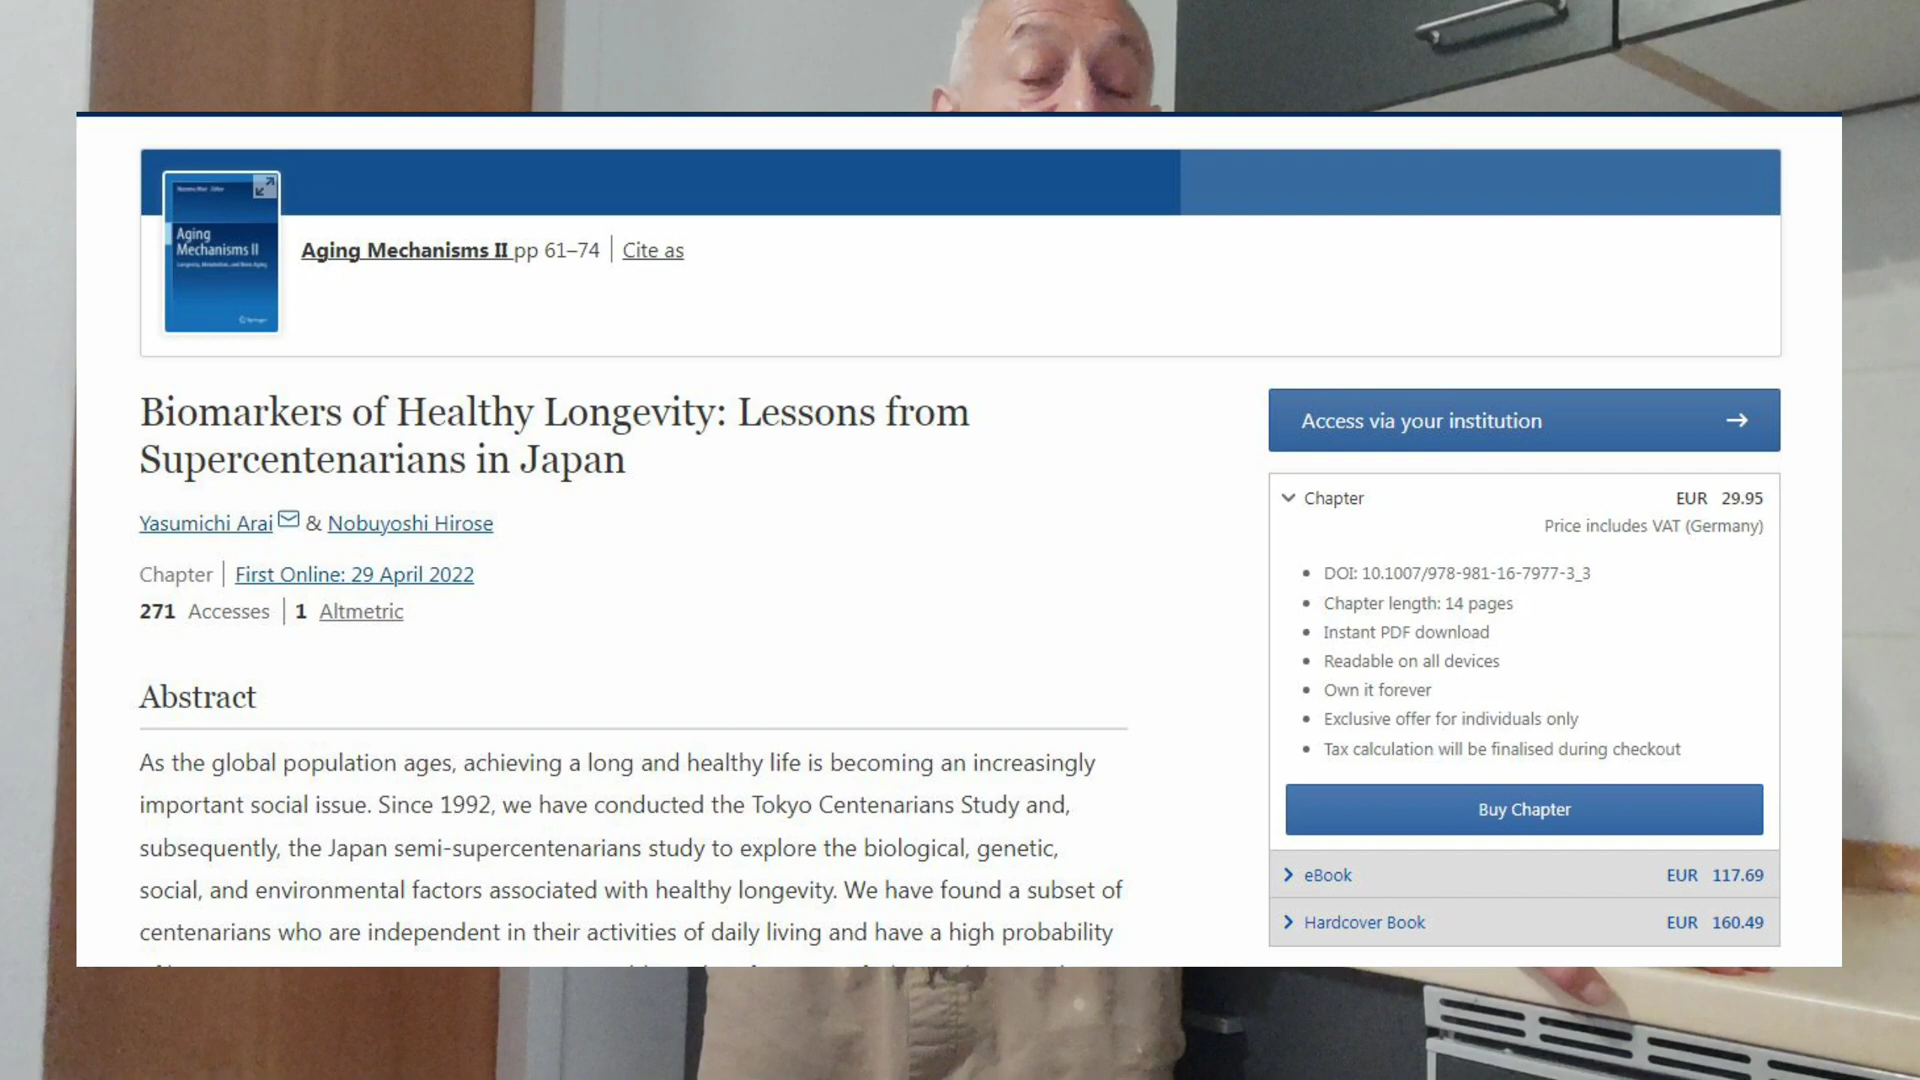 Aging
Mechanisms II
Springer
Aging Mechanisms II pp 61–74 | Cite as
Biomarkers of Healthy Longevity: Lessons from
Supercentenarians in Japan
Yasumichi Arai & Nobuyoshi Hirose
Chapter | First Online: 29 April 2022
271 Accesses | 1 Altmetric
Abstract
As the global population ages, achieving a long and healthy life is becoming an increasingly
important social issue. Since 1992, we have conducted the Tokyo Centenarians Study and,
subsequently, the Japan semi-supercentenarians study to explore the biological, genetic,
social, and environmental factors associated with healthy longevity. We have found a subset of
centenarians who are independent in their activities of daily living and have a high probability
Access via your institution →
Chapter EUR 29.95
Price includes VAT (Germany)
• DOI: 10.1007/978-981-16-7977-3_3
• Chapter length: 14 pages
• Instant PDF download
• Readable on all devices
• Own it forever
• Exclusive offer for individuals only
• Tax calculation will be finalised during checkout
Buy Chapter
eBook EUR 117.69
Hardcover Book EUR 160.49